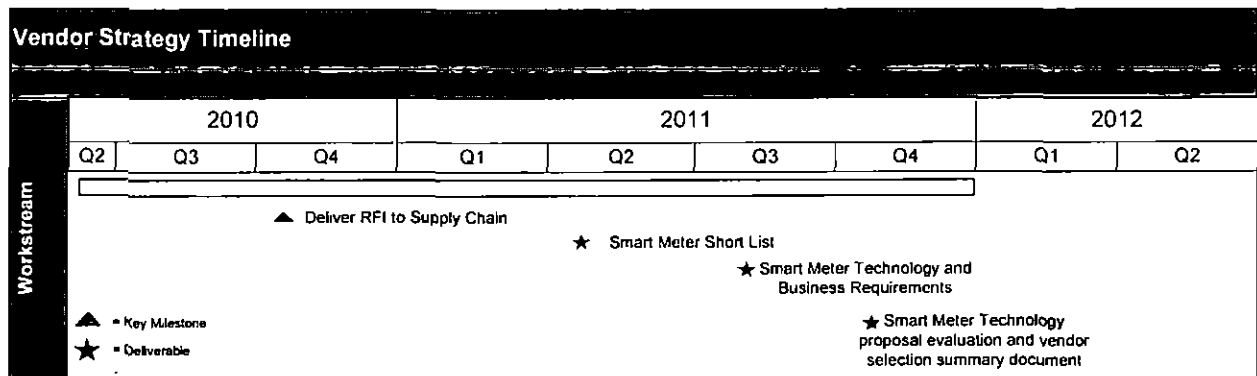 Vendor Strategy Timeline
2010 2011 2012
Q2 Q3 Q4 Q1 Q2 Q3 Q4 Q1 Q2
Workstream
Deliver RFI to Supply Chain
Smart Meter Short List
Smart Meter Technology and
Business Requirements
= Key Milestone
= Deliverable
Smart Meter Technology
proposal evaluation and vendor
selection summary document